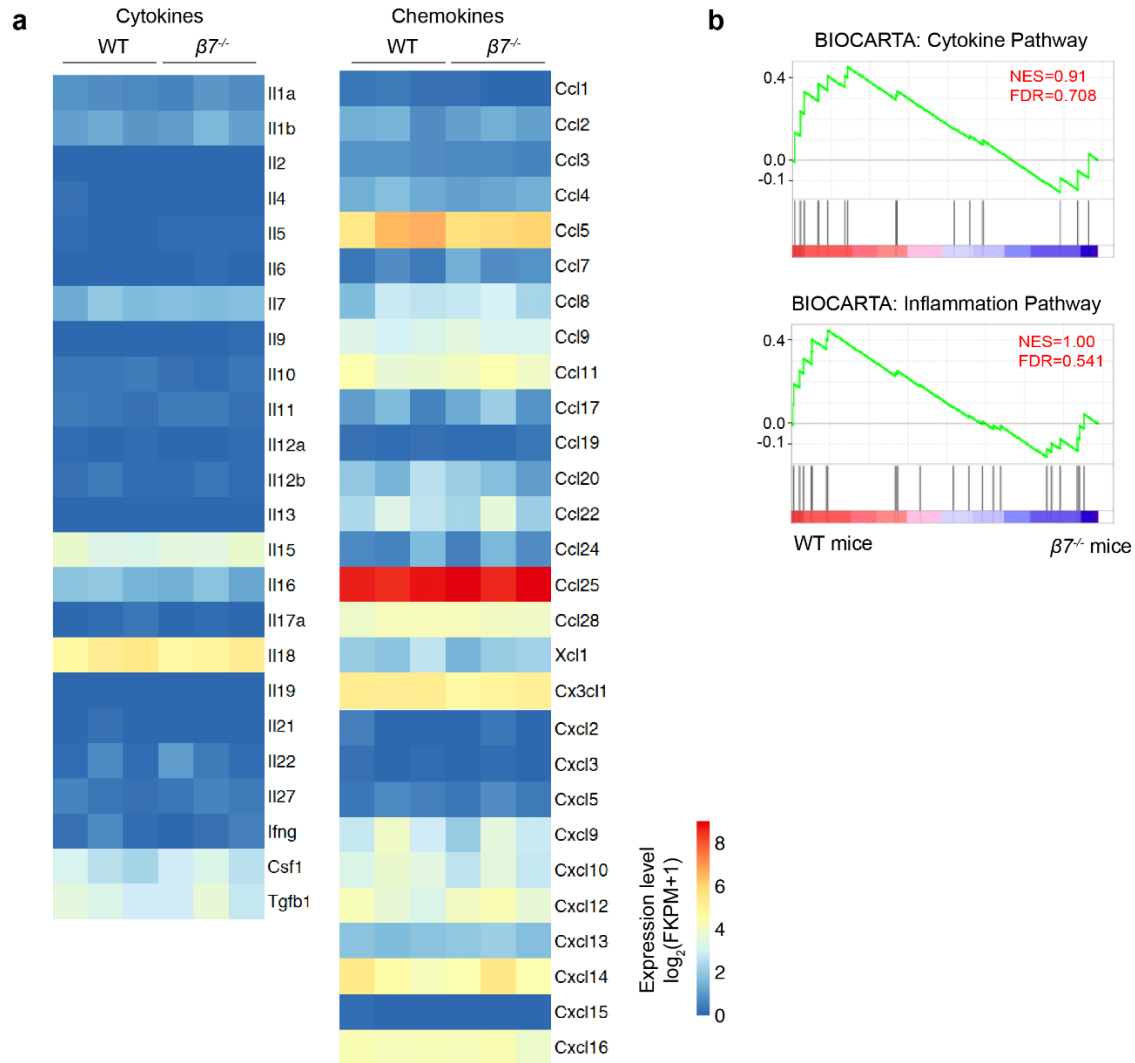 a
Cytokines
WT
β7-/-
Il1a
Il1b
Il2
Il4
Il5
Il6
Il7
Il9
Il10
Il11
Il12a
Il12b
Il13
Il15
Il16
Il17a
Il18
Il19
Il21
Il22
Il27
Ifng
Csf1
Tgfb1
Chemokines
WT
β7-/-
Ccl1
Ccl2
Ccl3
Ccl4
Ccl5
Ccl7
Ccl8
Ccl9
Ccl11
Ccl17
Ccl19
Ccl20
Ccl22
Ccl24
Ccl25
Ccl28
Xcl1
Cx3cl1
Cxcl2
Cxcl3
Cxcl5
Cxcl9
Cxcl10
Cxcl12
Cxcl13
Cxcl14
Cxcl15
Cxcl16
Expression level
log2(FKPM+1)
8
6
4
2
0
b
BIOCARTA: Cytokine Pathway
NES=0.91
FDR=0.708
0.4
0.0
-0.1
BIOCARTA: Inflammation Pathway
NES=1.00
FDR=0.541
0.4
0.0
-0.1
WT mice
β7-/- mice